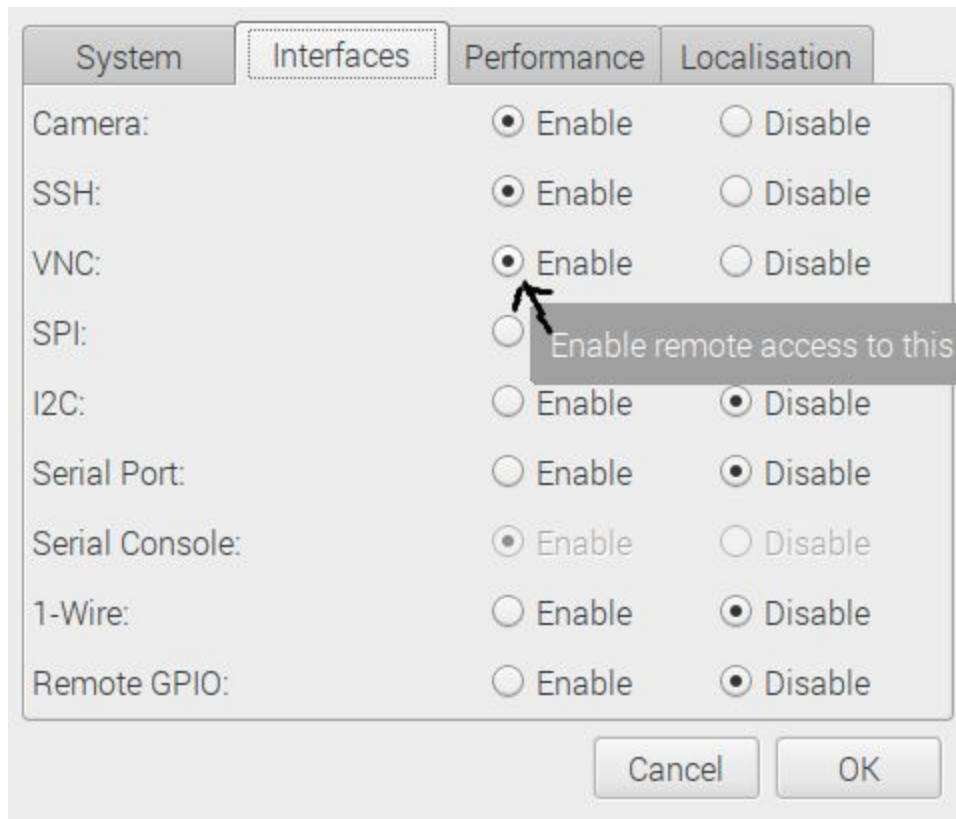 System Interfaces Performance Localisation
Camera: Enable Disable
SSH: Enable Disable
VNC: Enable Disable
SPI:
Enable remote access to this
I2C: Enable Disable
Serial Port: Enable Disable
Serial Console: Enable Disable
1-Wire: Enable Disable
Remote GPIO: Enable Disable
Cancel OK